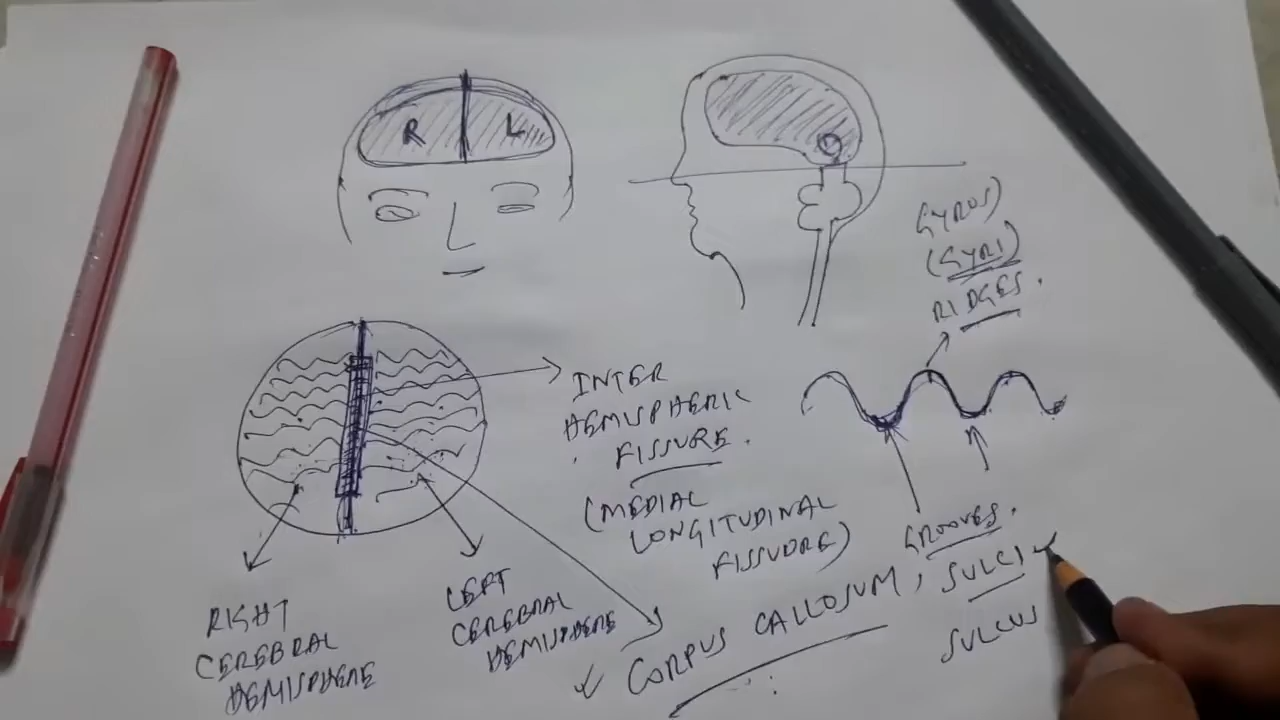 R L
GYRUS)
(GYRI)
RIDGES.
INTER
HEMISPHERIC
FISSURE.
(MEDIAL
LONGITUDINAL
FISSUORE)
GROOVES.
SULCI
SULCUS
CORPUS CALLOSUM,
RIGHT
CEREBRAL
HEMISPHERE
LEFT
CEREBRAL
HEMISPHERE